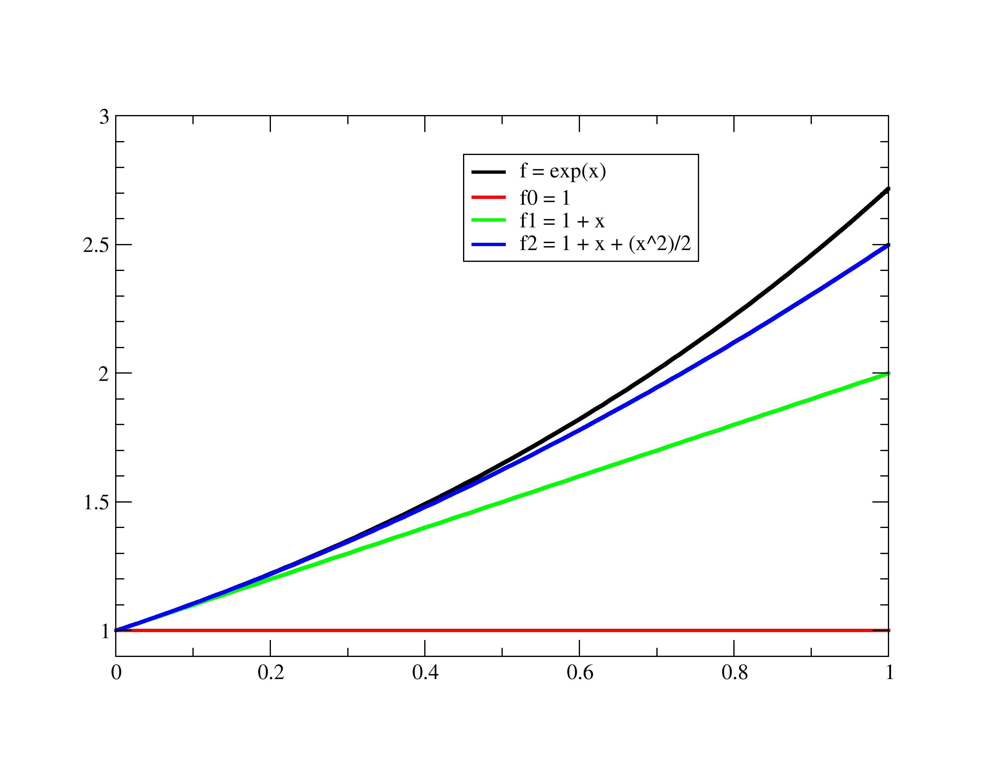 3
f = exp(x)
f0 = 1
f1 = 1 + x
f2 = 1 + x + (x^2)/2
2.5
2
1.5
1
0 0.2 0.4 0.6 0.8 1